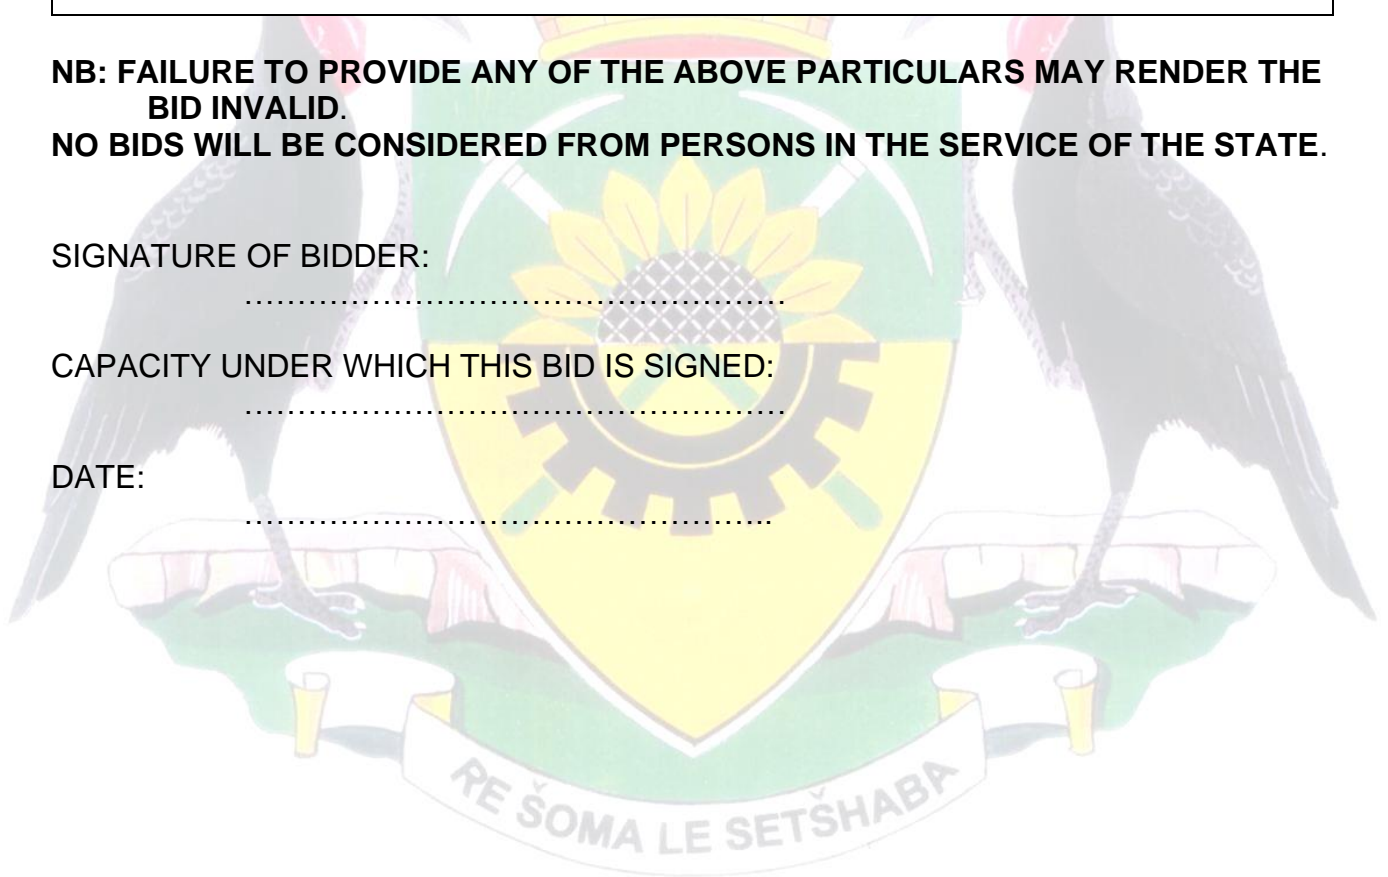 NB: FAILURE TO PROVIDE ANY OF THE ABOVE PARTICULARS MAY RENDER THE
BID INVALID.
NO BIDS WILL BE CONSIDERED FROM PERSONS IN THE SERVICE OF THE STATE.
SIGNATURE OF BIDDER:
……………………………………………
CAPACITY UNDER WHICH THIS BID IS SIGNED:
……………………………………………
DATE:
…………………………………………..
RE ŠOMA LE SETŠHABA